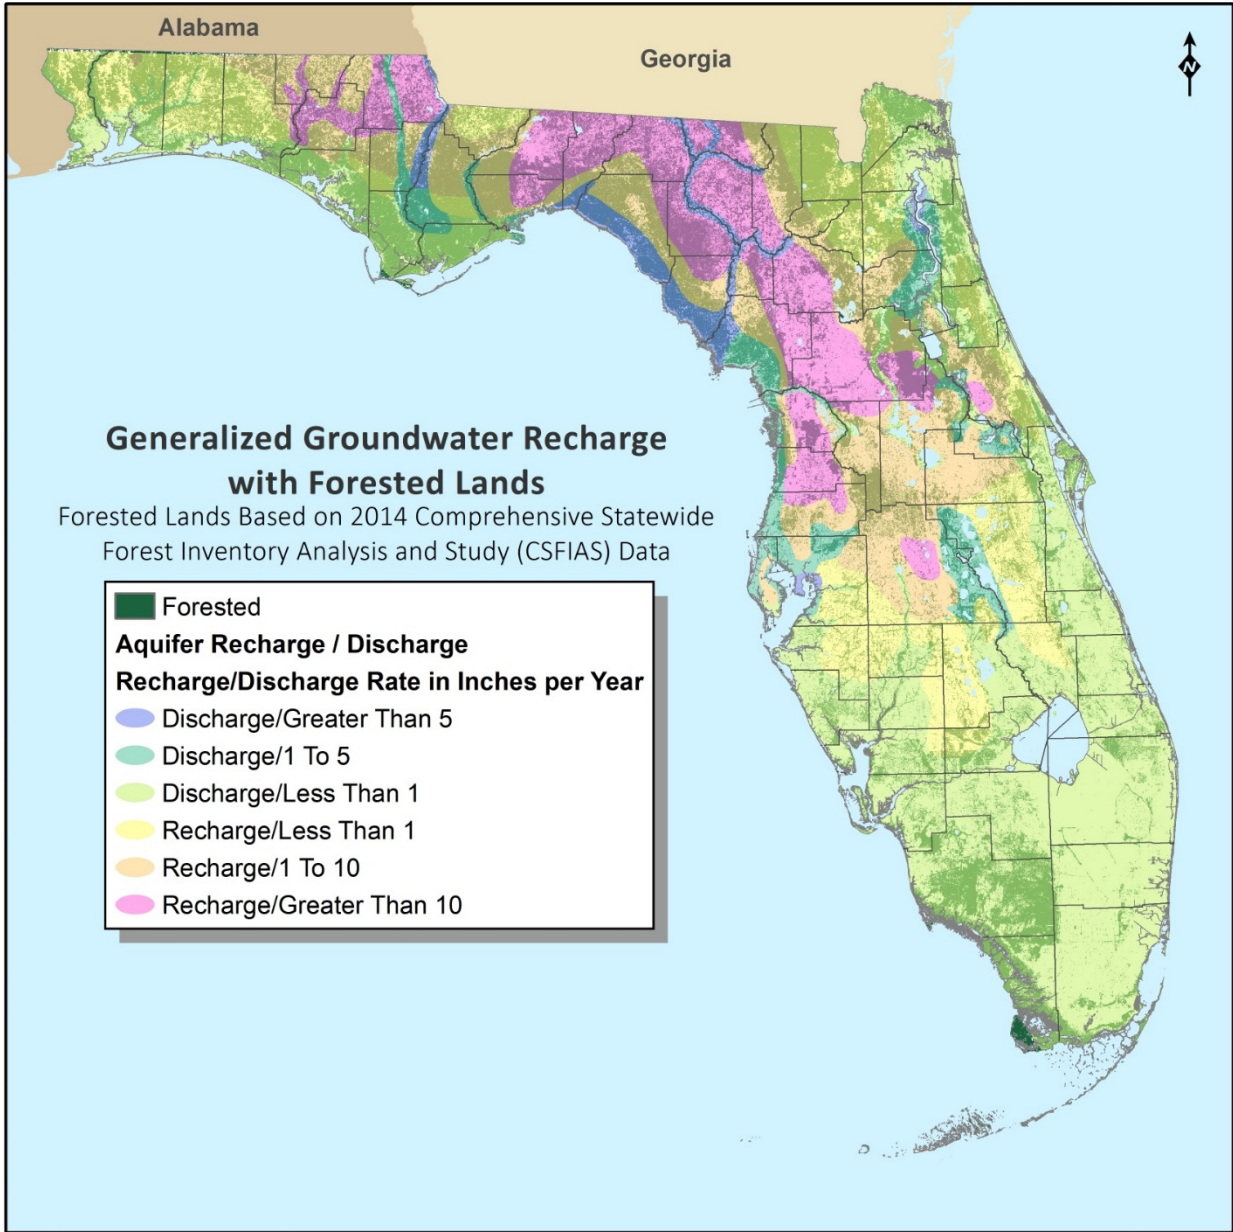 Alabama
Georgia
N
Generalized Groundwater Recharge
with Forested Lands
Forested Lands Based on 2014 Comprehensive Statewide
Forest Inventory Analysis and Study (CSFIAS) Data
Forested
Aquifer Recharge / Discharge
Recharge/Discharge Rate in Inches per Year
Discharge/Greater Than 5
Discharge/1 To 5
Discharge/Less Than 1
Recharge/Less Than 1
Recharge/1 To 10
Recharge/Greater Than 10